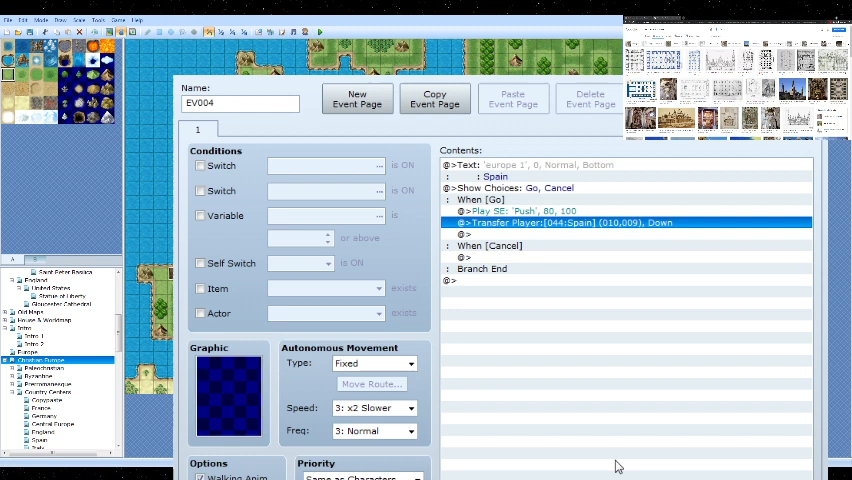 File Edit Mode Draw Scale Tools Game Help
Name:
EV004
New
Event Page
Copy
Event Page
Paste
Event Page
Delete
Event Page
1
Conditions
Switch ... is ON
Switch ... is ON
Variable ... is
or above
Self Switch is ON
Item exists
Actor exists
Graphic
Autonomous Movement
Type: Fixed
Move Route...
Speed: 3: x2 Slower
Freq: 3: Normal
Options
Walking Anim
Priority
Same as Characters
Contents:
@>Text: 'europe 1', 0, Normal, Bottom
: : Spain
@>Show Choices: Go, Cancel
: When [Go]
@>Play SE: 'Push', 80, 100
@>Transfer Player:[044:Spain] (010,009), Down
@>
: When [Cancel]
@>
: Branch End
@>
A B
Saint Peter Basilica
England
United States
Statue of Liberty
Gloucester Cathedral
Old Maps
House & Worldmap
Intro
Intro 1
Intro 2
Europe
Christian Europe
Paleochristian
Byzantine
Prerromanesque
Country Centers
Copypaste
France
Germany
Central Europe
England
Spain
Italy